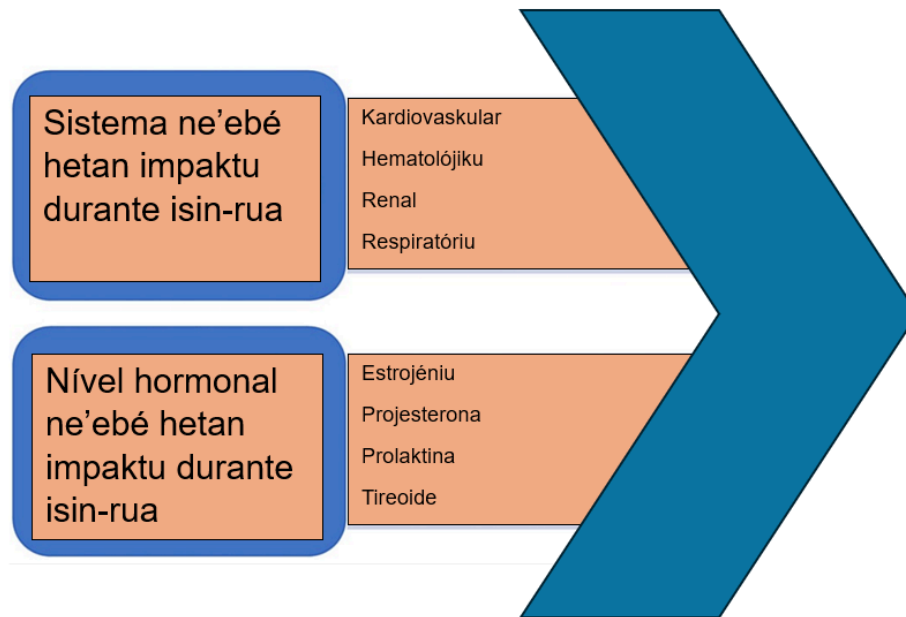 Sistema ne’ebé
hetan impaktu
durante isin-rua
Kardiovaskular
Hematolójiku
Renal
Respiratóriu
Nível hormonal
ne’ebé hetan
impaktu durante
isin-rua
Estrojéniu
Projesterona
Prolaktina
Tireoide